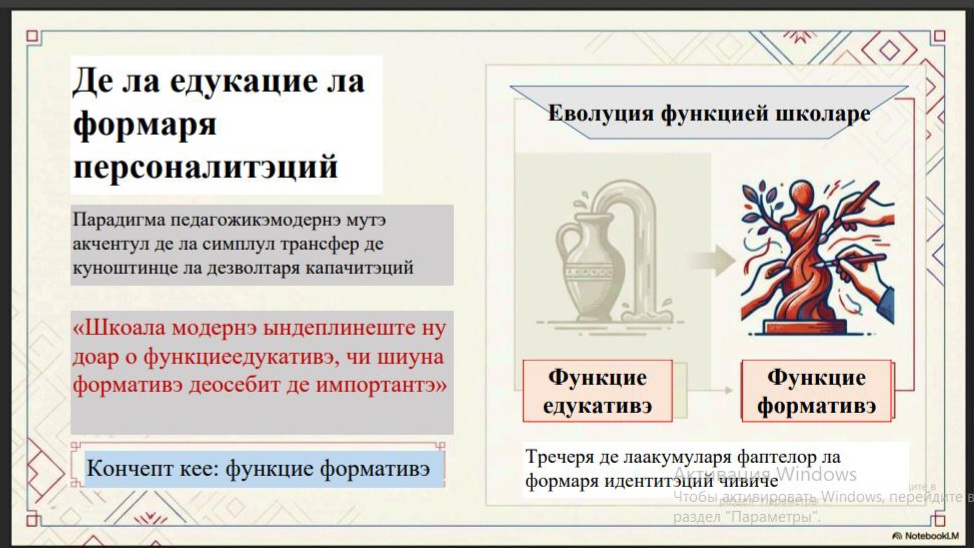 Де ла едукацие ла
формаря
персоналитэций
Парадигма педагожикэмодернэ мутэ
акчентул де ла симплул трансфер де
куноштинце ла дезволтаря капачитэций
«Школа модернэ ындеплинеште ну
доар о функциеедукативэ, чи шиуна
формативэ деосебит де импортантэ»
Кончепт кее: функцие формативэ
Еволуция функцией школаре
Функцие
едукативэ
Функцие
формативэ
Тречеря де лаакумуларя фаптелор ла
формаря идентитэций чивиче
Активация Windows
Чтобы активировать Windows, перейдите в
раздел "Параметры".
NotebookLM